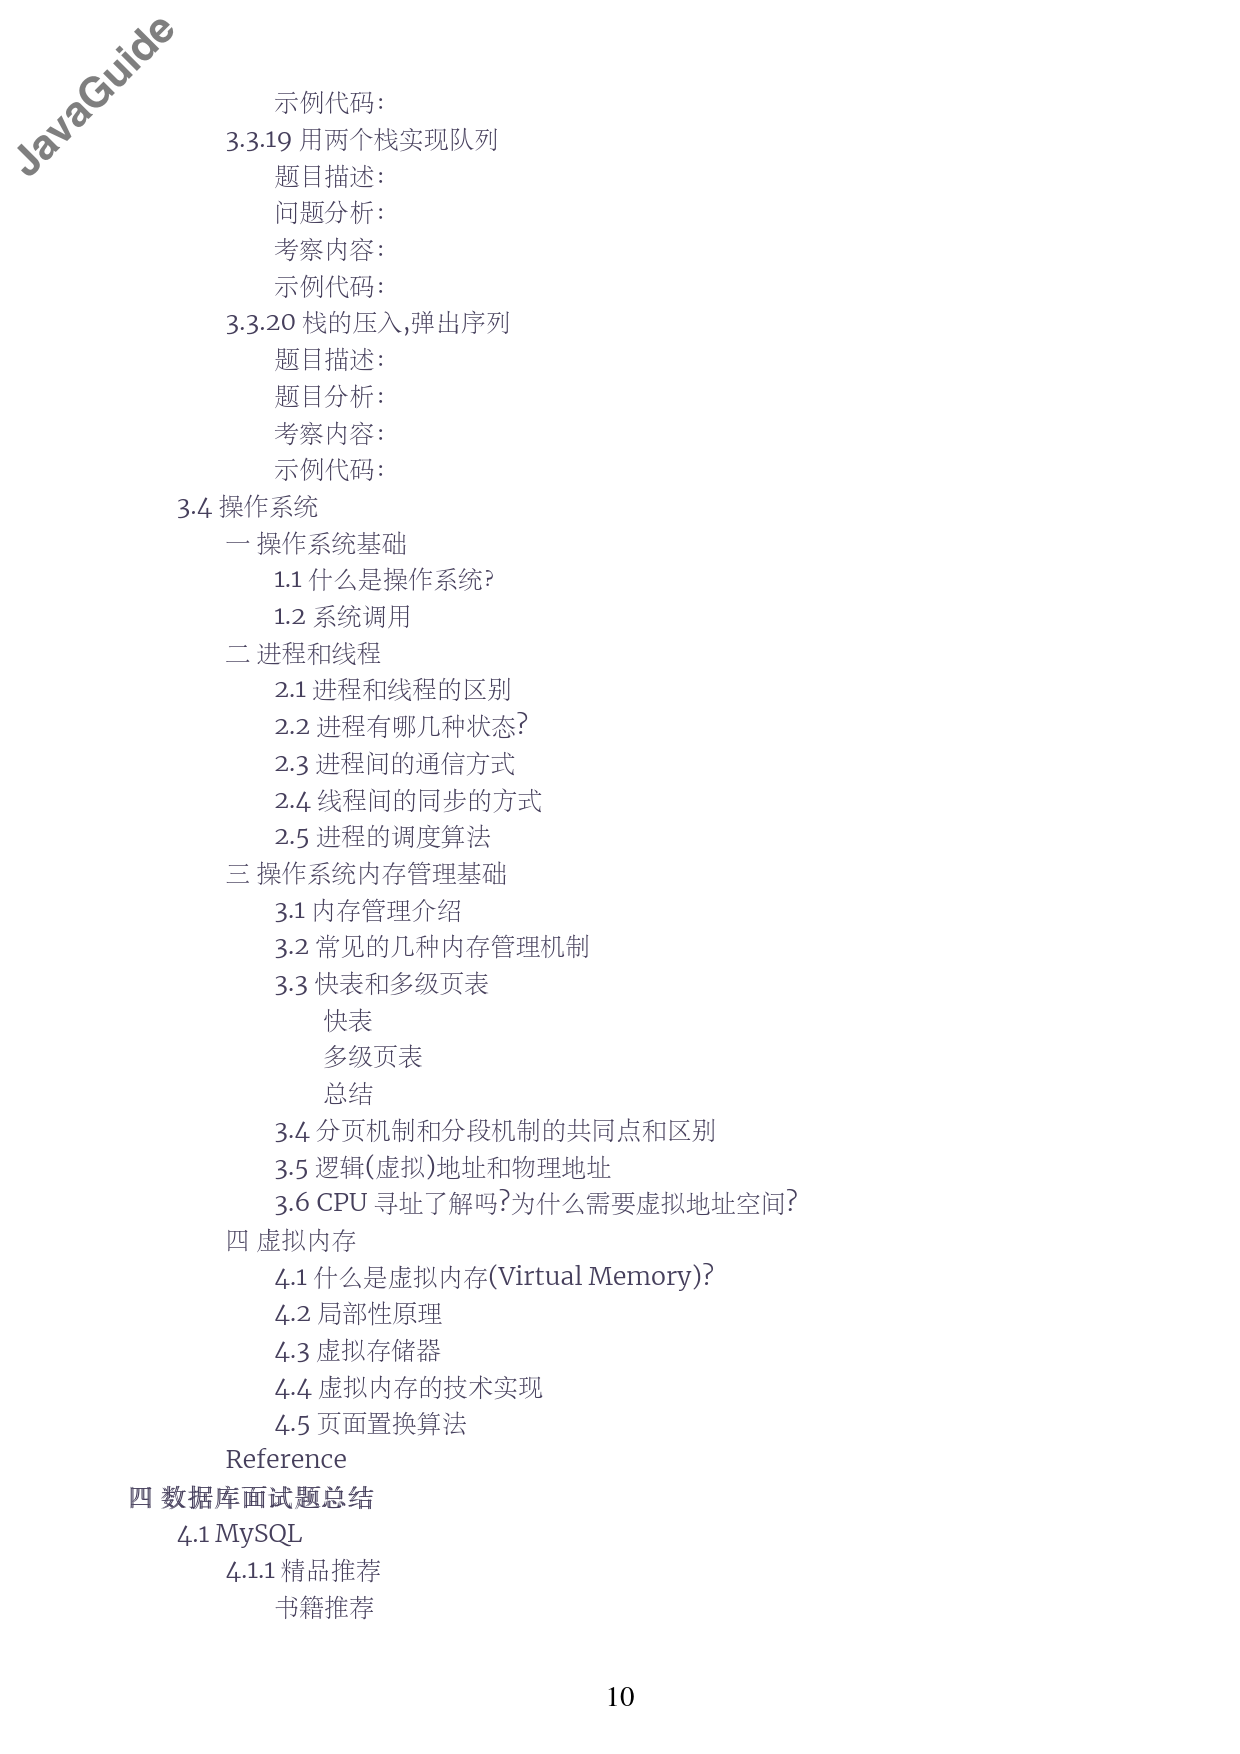 JavaGuide
示例代码：
3.3.19 用两个栈实现队列
题目描述：
问题分析：
考察内容：
示例代码：
3.3.20 栈的压入,弹出序列
题目描述：
题目分析：
考察内容：
示例代码：
3.4 操作系统
一 操作系统基础
1.1 什么是操作系统？
1.2 系统调用
二 进程和线程
2.1 进程和线程的区别
2.2 进程有哪几种状态?
2.3 进程间的通信方式
2.4 线程间的同步的方式
2.5 进程的调度算法
三 操作系统内存管理基础
3.1 内存管理介绍
3.2 常见的几种内存管理机制
3.3 快表和多级页表
快表
多级页表
总结
3.4 分页机制和分段机制的共同点和区别
3.5 逻辑(虚拟)地址和物理地址
3.6 CPU 寻址了解吗?为什么需要虚拟地址空间?
四 虚拟内存
4.1 什么是虚拟内存(Virtual Memory)?
4.2 局部性原理
4.3 虚拟存储器
4.4 虚拟内存的技术实现
4.5 页面置换算法
Reference
四 数据库面试题总结
4.1 MySQL
4.1.1 精品推荐
书籍推荐
10